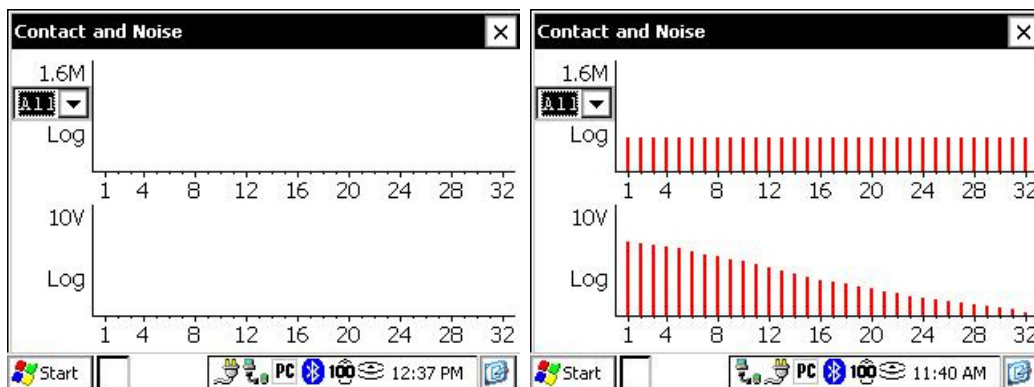 Contact and Noise
1.6M
All
Log
1 4 8 12 16 20 24 28 32
10V
Log
1 4 8 12 16 20 24 28 32
Start PC 100 12:37 PM
Contact and Noise
1.6M
All
Log
1 4 8 12 16 20 24 28 32
10V
Log
1 4 8 12 16 20 24 28 32
Start PC 100 11:40 AM